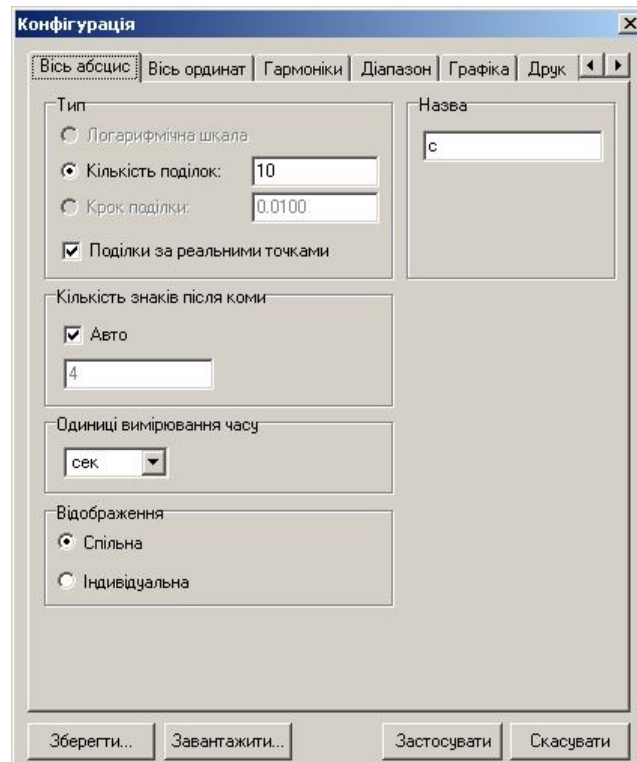 Конфігурація
Вісь абсцис Вісь ординат Гармоніки Діапазон Графіка Друк
Тип
Логарифмічна шкала
Кількість поділок: 10
Крок поділки: 0.0100
Поділки за реальними точками
Назва
с
Кількість знаків після коми
Авто
4
Одиниці вимірювання часу
сек
Відображення
Спільна
Індивідуальна
Зберегти... Завантажити... Застосувати Скасувати